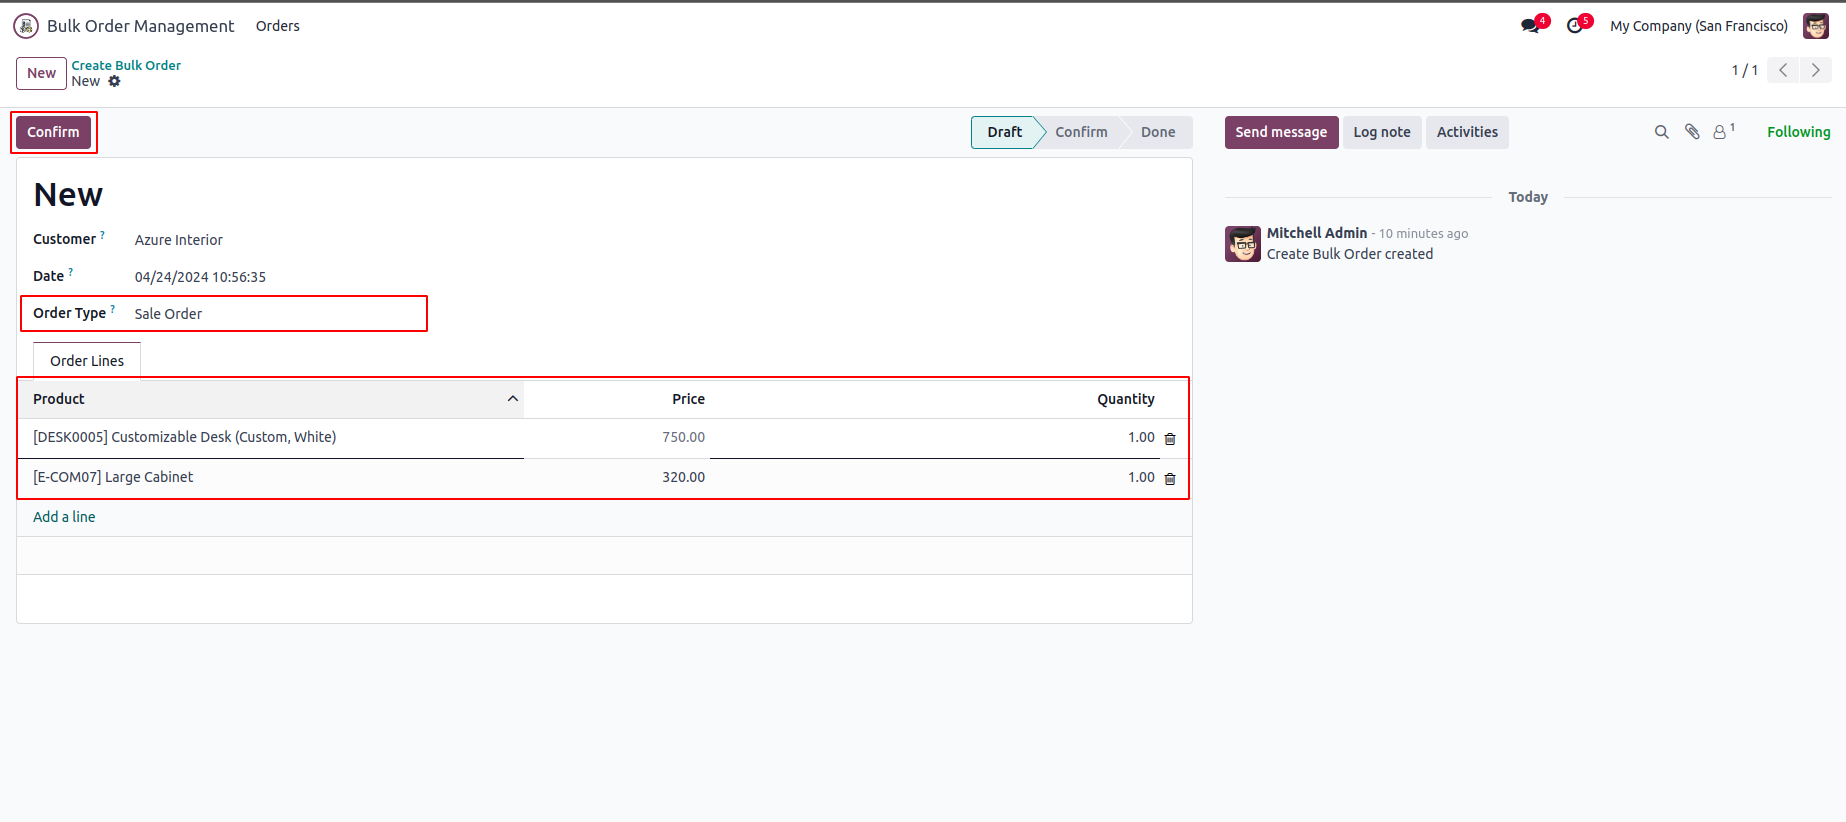 Bulk Order Management Orders 4 5 My Company (San Francisco)
New Create Bulk Order
New 1 / 1
Confirm Draft Confirm Done Send message Log note Activities 1 Following
New
Today
Customer ? Azure Interior
Mitchell Admin - 10 minutes ago
Create Bulk Order created
Date ? 04/24/2024 10:56:35
Order Type ? Sale Order
Order Lines
Product Price Quantity
[DESK0005] Customizable Desk (Custom, White) 750.00 1.00
[E-COM07] Large Cabinet 320.00 1.00
Add a line